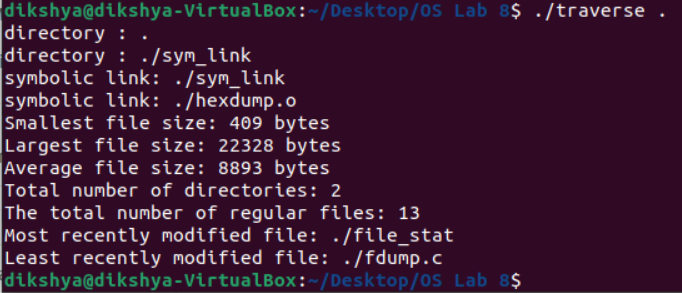 dikshya@dikshya-VirtualBox:~/Desktop/OS Lab 8$ ./traverse .
directory : .
directory : ./sym_link
symbolic link: ./sym_link
symbolic link: ./hexdump.o
Smallest file size: 409 bytes
Largest file size: 22328 bytes
Average file size: 8893 bytes
Total number of directories: 2
The total number of regular files: 13
Most recently modified file: ./file_stat
Least recently modified file: ./fdump.c
dikshya@dikshya-VirtualBox:~/Desktop/OS Lab 8$